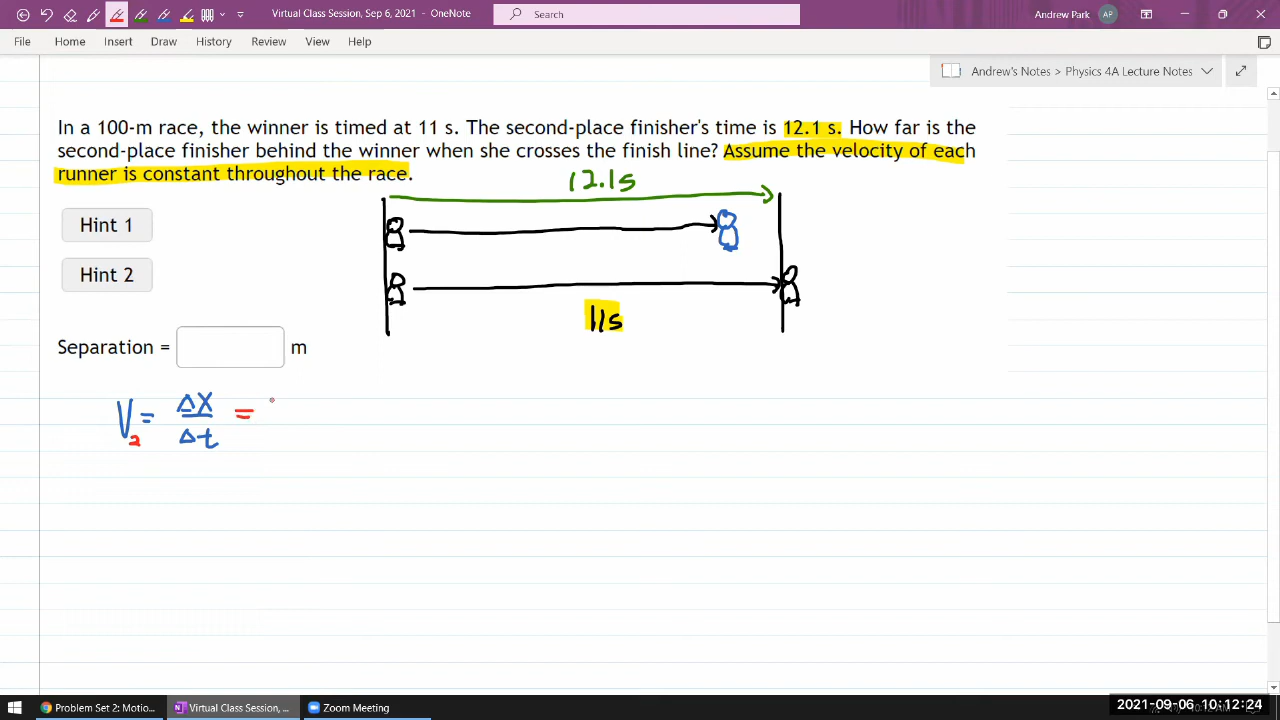 Virtual Class Session, Sep 6, 2021 - OneNote
Search
Andrew Park
AP
File Home Insert Draw History Review View Help
Andrew's Notes > Physics 4A Lecture Notes
In a 100-m race, the winner is timed at 11 s. The second-place finisher's time is 12.1 s. How far is the
second-place finisher behind the winner when she crosses the finish line? Assume the velocity of each
runner is constant throughout the race.
12.1s
Hint 1
Hint 2
11s
Separation = m
V₂ = ΔX / Δt =
Problem Set 2: Motio...
Virtual Class Session, ...
Zoom Meeting
2021-09-06 10:12:24